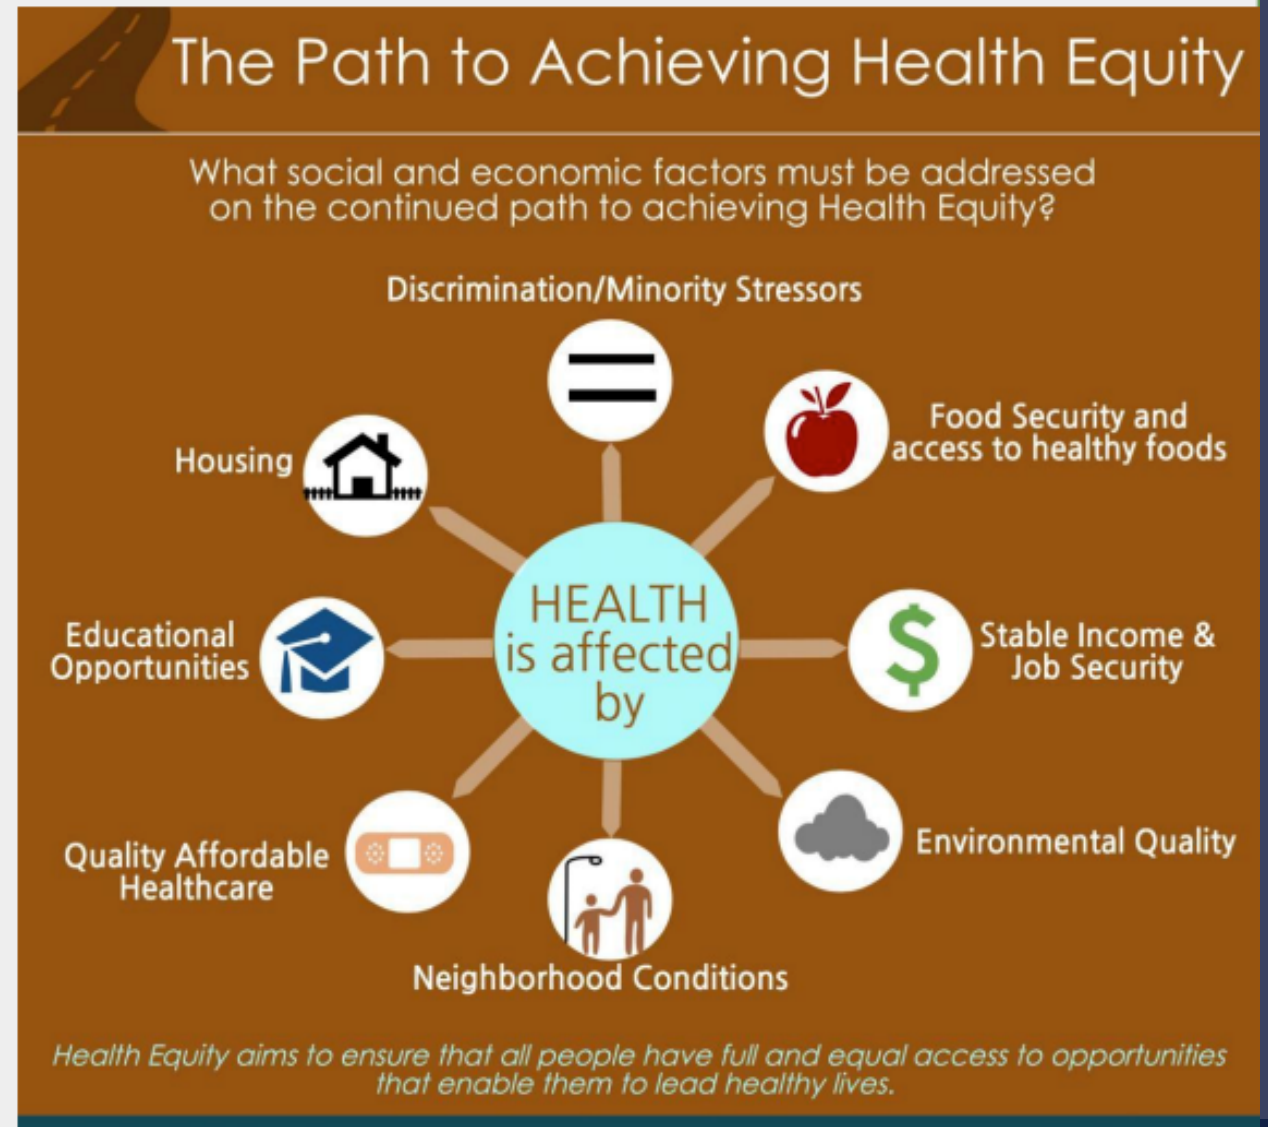 The Path to Achieving Health Equity
What social and economic factors must be addressed
on the continued path to achieving Health Equity?
Discrimination/Minority Stressors
Food Security and
access to healthy foods
Housing
HEALTH
is affected
by
Educational
Opportunities
$
Stable Income &
Job Security
Quality Affordable
Healthcare
Environmental Quality
Neighborhood Conditions
Health Equity aims to ensure that all people have full and equal access to opportunities
that enable them to lead healthy lives.